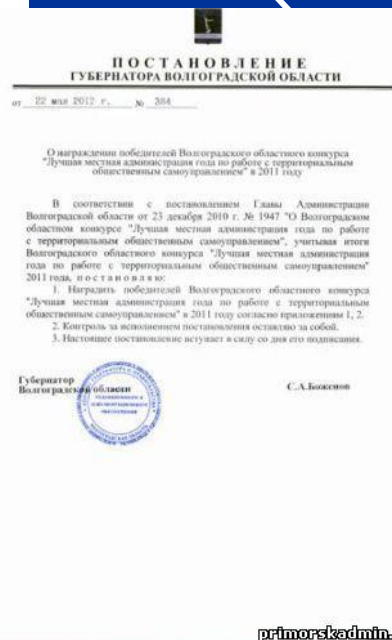 ПОСТАНОВЛЕНИЕ
ГУБЕРНАТОРА ВОЛГОГРАДСКОЙ ОБЛАСТИ
от 22 мая 2012 г. № 384
О награждении победителей Волгоградского областного конкурса
"Лучшая местная администрация года по работе с территориальным
общественным самоуправлением" в 2011 году
В соответствии с постановлением Главы Администрации
Волгоградской области от 23 декабря 2010 г. № 1947 "О Волгоградском
областном конкурсе "Лучшая местная администрация года по работе
с территориальным общественным самоуправлением", учитывая итоги
Волгоградского областного конкурса "Лучшая местная администрация
года по работе с территориальным общественным самоуправлением"
2011 года, п о с т а н о в л я ю:
1. Наградить победителей Волгоградского областного конкурса
"Лучшая местная администрация года по работе с территориальным
общественным самоуправлением" в 2011 году согласно приложениям 1, 2.
2. Контроль за исполнением постановления оставляю за собой.
3. Настоящее постановление вступает в силу со дня его подписания.
Губернатор
Волгоградской области
С.А.Боженов
primorskadmin.